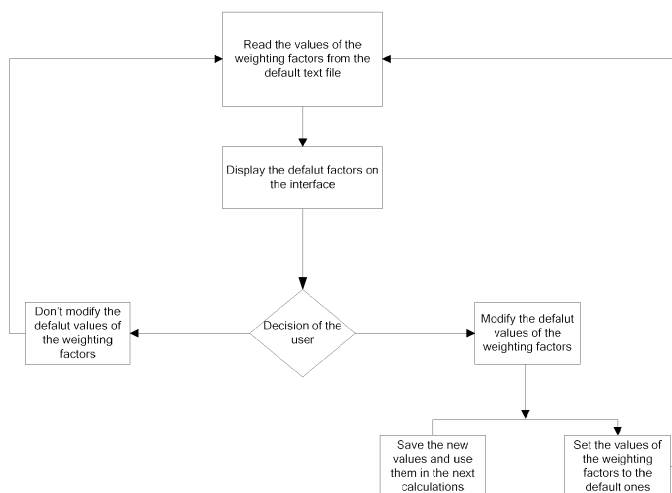 Read the values of the
weighting factors from the
default text file
Display the defalut factors on
the interface
Decision of the
user
Don't modify the
defalut values of
the weighting
factors
Modify the defalut
values of the
weighting factors
Save the new
values and use
them in the next
calculations
Set the values of
the weighting
factors to the
default ones